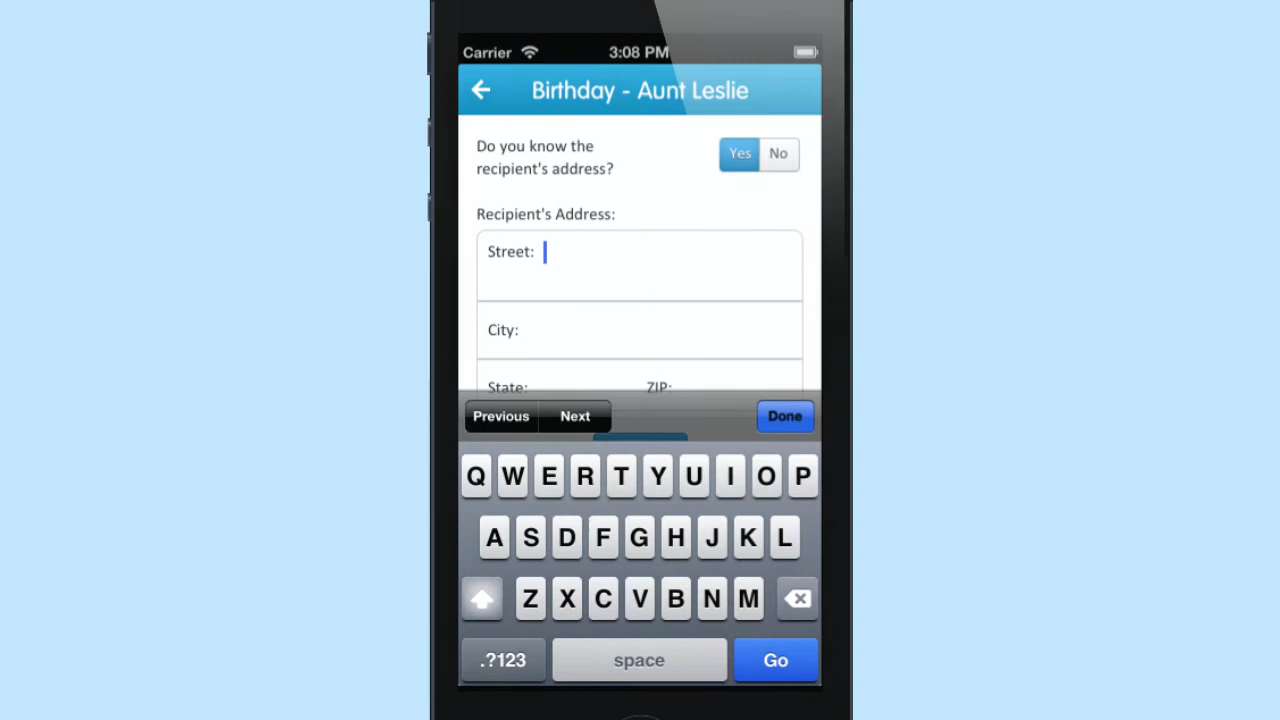 Carrier 3:08 PM
Birthday - Aunt Leslie
Do you know the
recipient's address?
Yes No
Recipient's Address:
Street:
City:
State: ZIP:
Previous Next Done
Q W E R T Y U I O P
A S D F G H J K L
Z X C V B N M
.?123 space Go